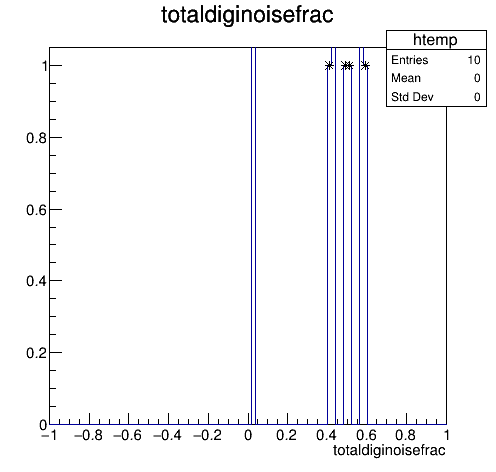 totaldiginoisefrac
htemp
Entries 10
Mean 0
Std Dev 0
1
0.8
0.6
0.4
0.2
0
−1 −0.8 −0.6 −0.4 −0.2 0 0.2 0.4 0.6 0.8 1
totaldiginoisefrac